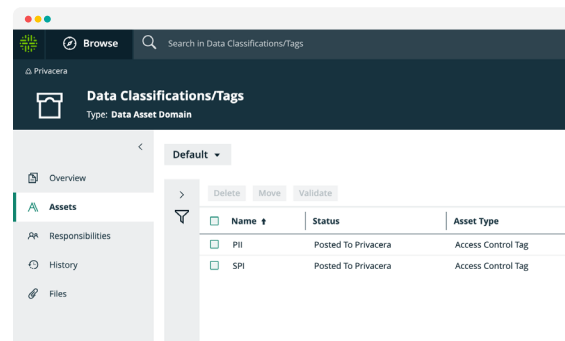 Browse
Search in Data Classifications/Tags
Privacera
Data Classifications/Tags
Type: Data Asset Domain
Default
Overview
Assets
Responsibilities
History
Files
Delete Move Validate
Name Status Asset Type
PII Posted To Privacera Access Control Tag
SPI Posted To Privacera Access Control Tag